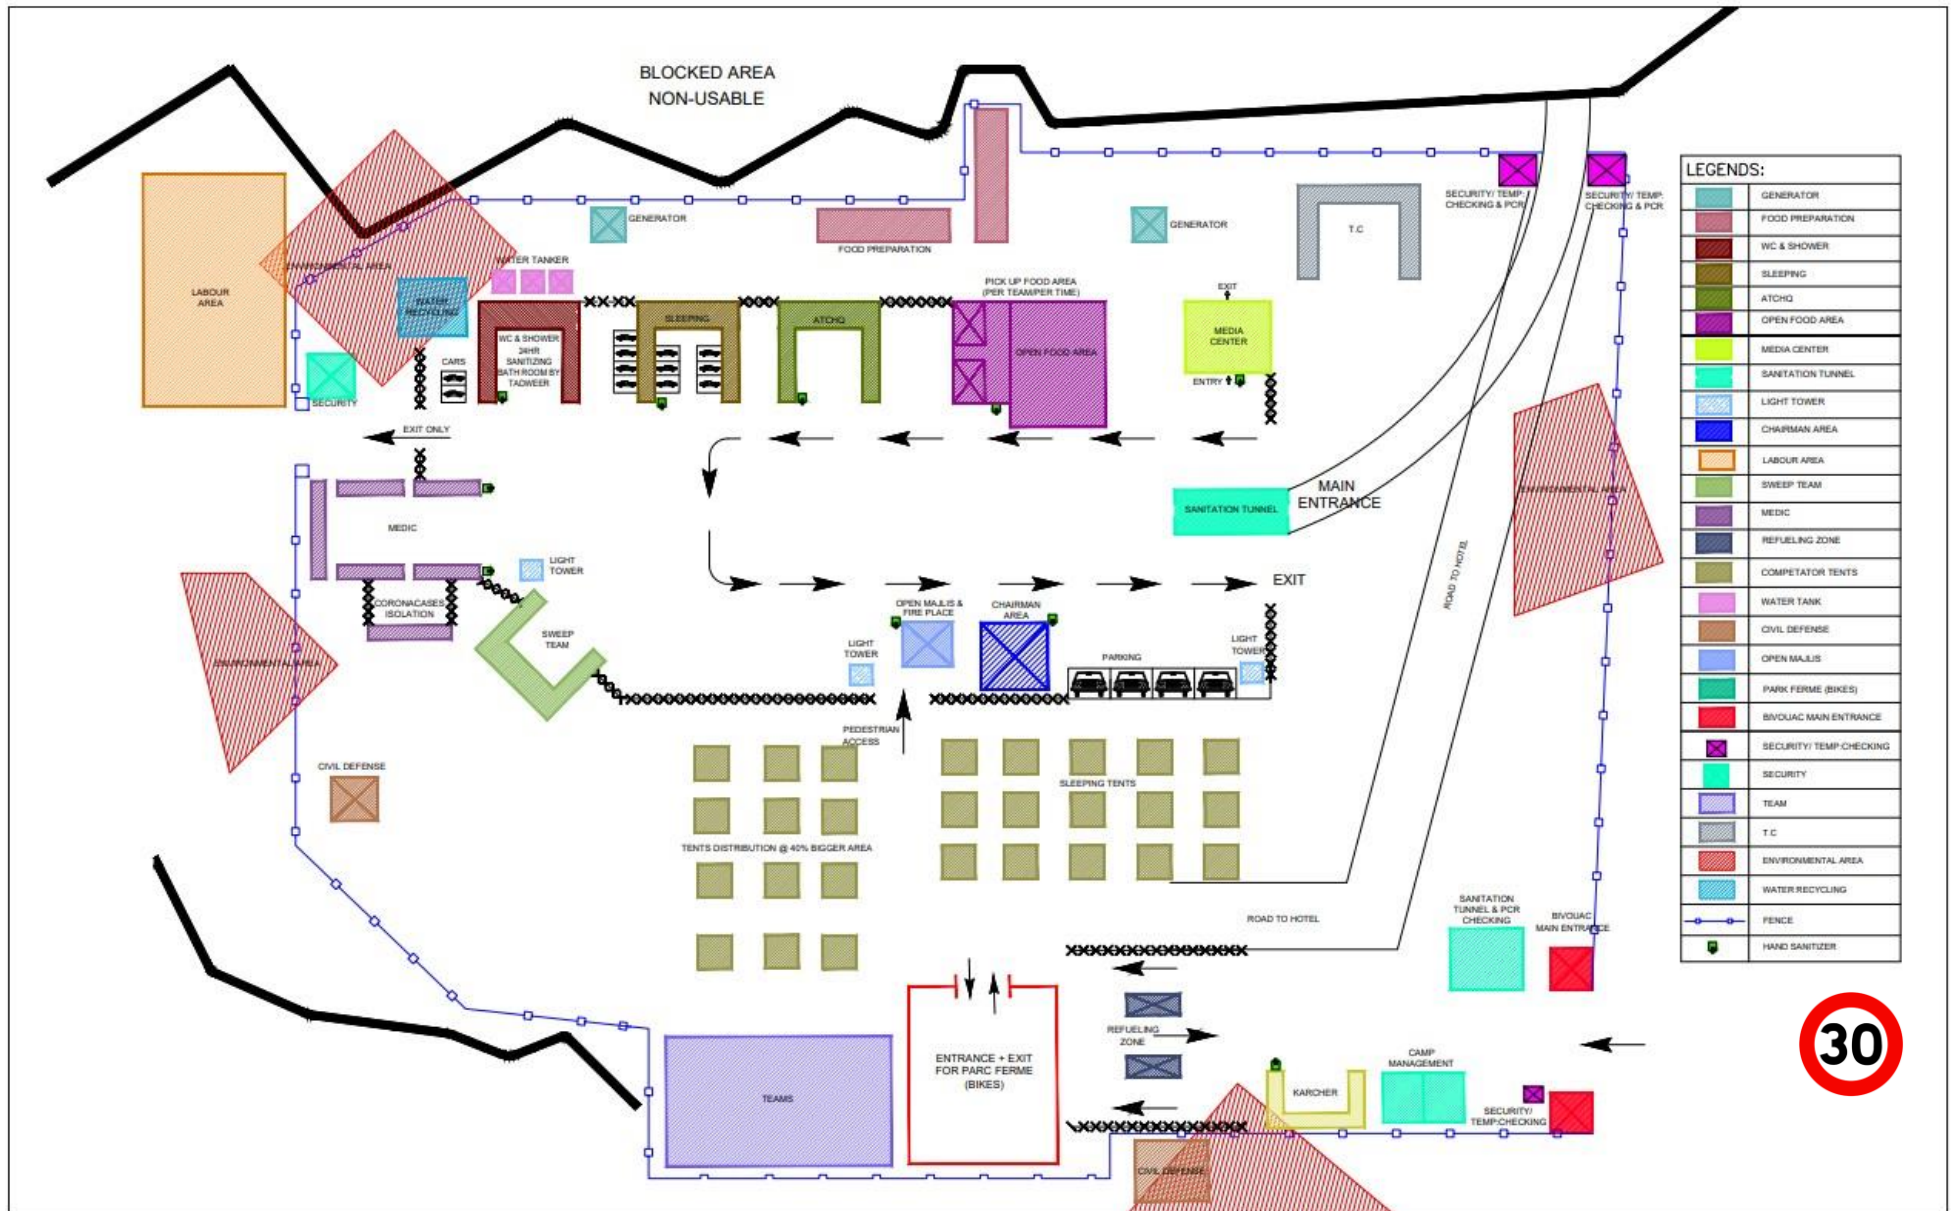 BLOCKED AREA
NON-USABLE
LABOUR
AREA
ENVIRONMENTAL AREA
WATER
RECYCLING
WATER TANKER
GENERATOR
FOOD PREPARATION
GENERATOR
T.C
SECURITY/ TEMP:
CHECKING & PCR
SECURITY/ TEMP:
CHECKING & PCR
SECURITY
CARS
WC & SHOWER
24HR
SANITIZING
BATH ROOM BY
TADWEER
SLEEPING
ATCHQ
PICK UP FOOD AREA
(PER TEAM/PER TIME)
OPEN FOOD AREA
EXIT
MEDIA
CENTER
ENTRY
EXIT ONLY
MEDIC
CORONACASES
ISOLATION
LIGHT
TOWER
SWEEP
TEAM
SANITATION TUNNEL
MAIN
ENTRANCE
EXIT
ROAD TO HOTEL
ENVIRONMENTAL AREA
ENVIRONMENTAL AREA
OPEN MAJLIS &
FIRE PLACE
CHAIRMAN
AREA
LIGHT
TOWER
PARKING
LIGHT
TOWER
PEDESTRIAN
ACCESS
CIVIL DEFENSE
SLEEPING TENTS
TENTS DISTRIBUTION @ 40% BIGGER AREA
ROAD TO HOTEL
SANITATION
TUNNEL & PCR
CHECKING
BIVOUAC
MAIN ENTRANCE
REFUELING
ZONE
ENTRANCE + EXIT
FOR PARC FERME
(BIKES)
TEAMS
KARCHER
CAMP
MANAGEMENT
SECURITY/
TEMP:CHECKING
CIVIL DEFENSE
LEGENDS:
GENERATOR
FOOD PREPARATION
WC & SHOWER
SLEEPING
ATCHQ
OPEN FOOD AREA
MEDIA CENTER
SANITATION TUNNEL
LIGHT TOWER
CHAIRMAN AREA
LABOUR AREA
SWEEP TEAM
MEDIC
REFUELING ZONE
COMPETATOR TENTS
WATER TANK
CIVIL DEFENSE
OPEN MAJLIS
PARK FERME (BIKES)
BIVOUAC MAIN ENTRANCE
SECURITY/ TEMP:CHECKING
SECURITY
TEAM
T.C
ENVIRONMENTAL AREA
WATER RECYCLING
FENCE
HAND SANITIZER
30